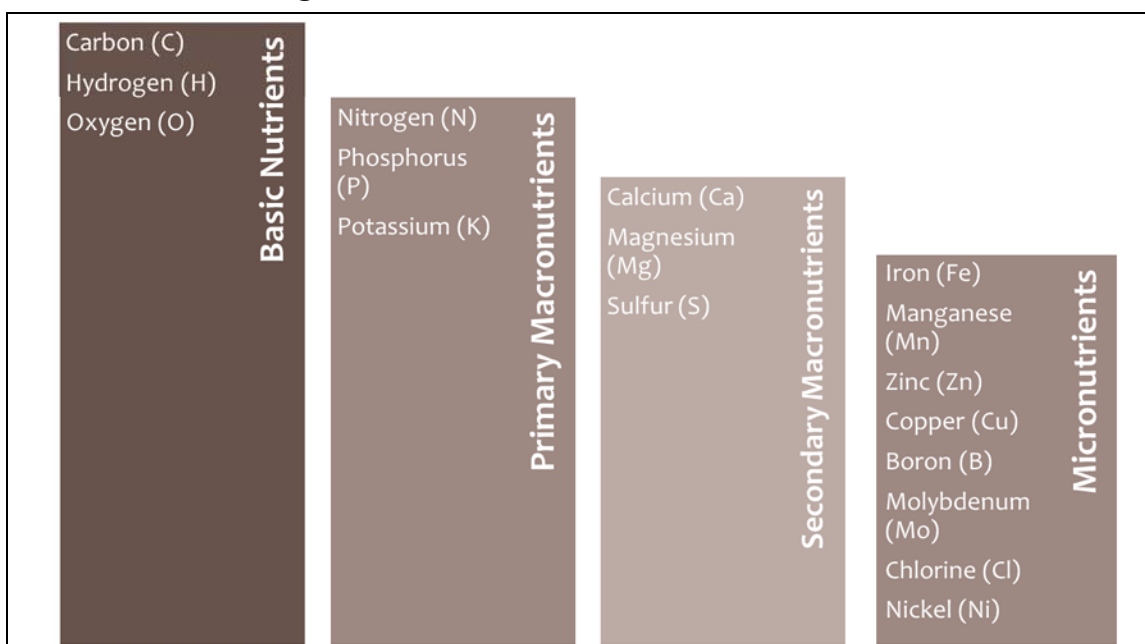 Carbon (C)
Hydrogen (H)
Oxygen (O)
Basic Nutrients
Nitrogen (N)
Phosphorus
(P)
Potassium (K)
Primary Macronutrients
Calcium (Ca)
Magnesium
(Mg)
Sulfur (S)
Secondary Macronutrients
Iron (Fe)
Manganese
(Mn)
Zinc (Zn)
Copper (Cu)
Boron (B)
Molybdenum
(Mo)
Chlorine (Cl)
Nickel (Ni)
Micronutrients